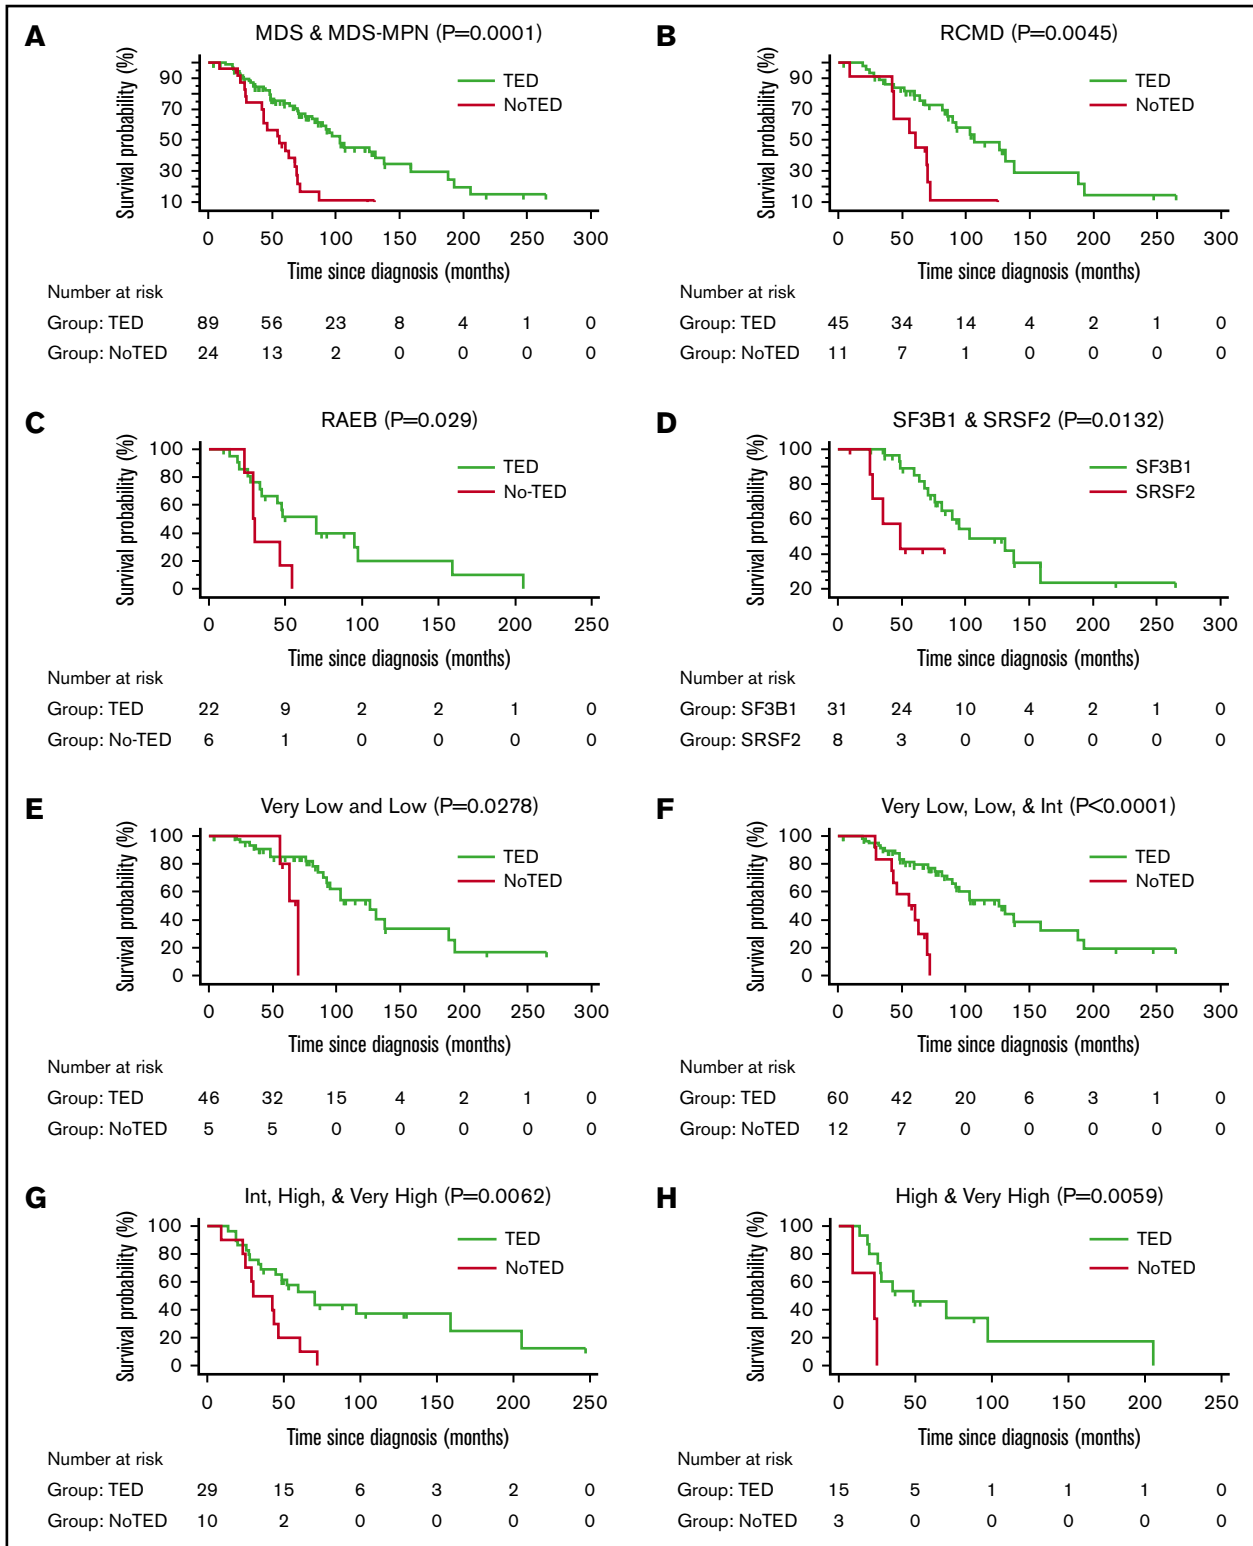 A
MDS & MDS-MPN (P=0.0001)
Survival probability (%)
90
70
50
30
10
TED
NoTED
0 50 100 150 200 250 300
Time since diagnosis (months)
Number at risk
Group: TED 89 56 23 8 4 1 0
Group: NoTED 24 13 2 0 0 0 0
B
RCMD (P=0.0045)
Survival probability (%)
90
70
50
30
10
TED
NoTED
0 50 100 150 200 250 300
Time since diagnosis (months)
Number at risk
Group: TED 45 34 14 4 2 1 0
Group: NoTED 11 7 1 0 0 0 0
C
RAEB (P=0.029)
Survival probability (%)
100
80
60
40
20
0
TED
No-TED
0 50 100 150 200 250
Time since diagnosis (months)
Number at risk
Group: TED 22 9 2 2 1 0
Group: No-TED 6 1 0 0 0 0
D
SF3B1 & SRSF2 (P=0.0132)
Survival probability (%)
100
80
60
40
20
SF3B1
SRSF2
0 50 100 150 200 250 300
Time since diagnosis (months)
Number at risk
Group: SF3B1 31 24 10 4 2 1 0
Group: SRSF2 8 3 0 0 0 0 0
E
Very Low and Low (P=0.0278)
Survival probability (%)
100
80
60
40
20
0
TED
NoTED
0 50 100 150 200 250 300
Time since diagnosis (months)
Number at risk
Group: TED 46 32 15 4 2 1 0
Group: NoTED 5 5 0 0 0 0 0
F
Very Low, Low, & Int (P<0.0001)
Survival probability (%)
100
80
60
40
20
0
TED
NoTED
0 50 100 150 200 250 300
Time since diagnosis (months)
Number at risk
Group: TED 60 42 20 6 3 1 0
Group: NoTED 12 7 0 0 0 0 0
G
Int, High, & Very High (P=0.0062)
Survival probability (%)
100
80
60
40
20
0
TED
NoTED
0 50 100 150 200 250
Time since diagnosis (months)
Number at risk
Group: TED 29 15 6 3 2 0
Group: NoTED 10 2 0 0 0 0
H
High & Very High (P=0.0059)
Survival probability (%)
100
80
60
40
20
0
TED
NoTED
0 50 100 150 200 250
Time since diagnosis (months)
Number at risk
Group: TED 15 5 1 1 1 0
Group: NoTED 3 0 0 0 0 0